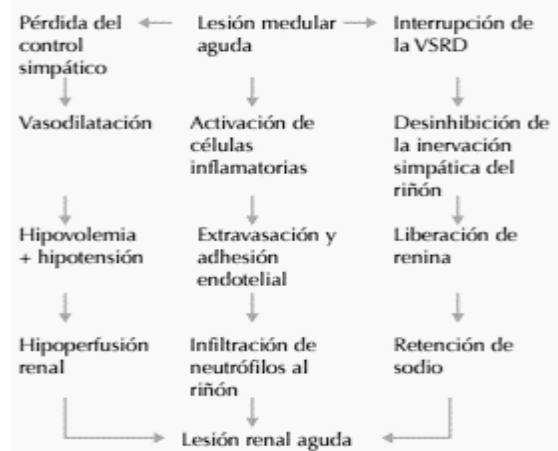 Pérdida del
control
simpático
Lesión medular
aguda
Interrupción de
la VSRD
Vasodilatación
Activación de
células
inflamatorias
Desinhibición de
la inervación
simpática del
riñón
Hipovolemia
+ hipotensión
Extravasación y
adhesión
endotelial
Liberación de
renina
Hipoperfusión
renal
Infiltración de
neutrófilos al
riñón
Retención de
sodio
Lesión renal aguda